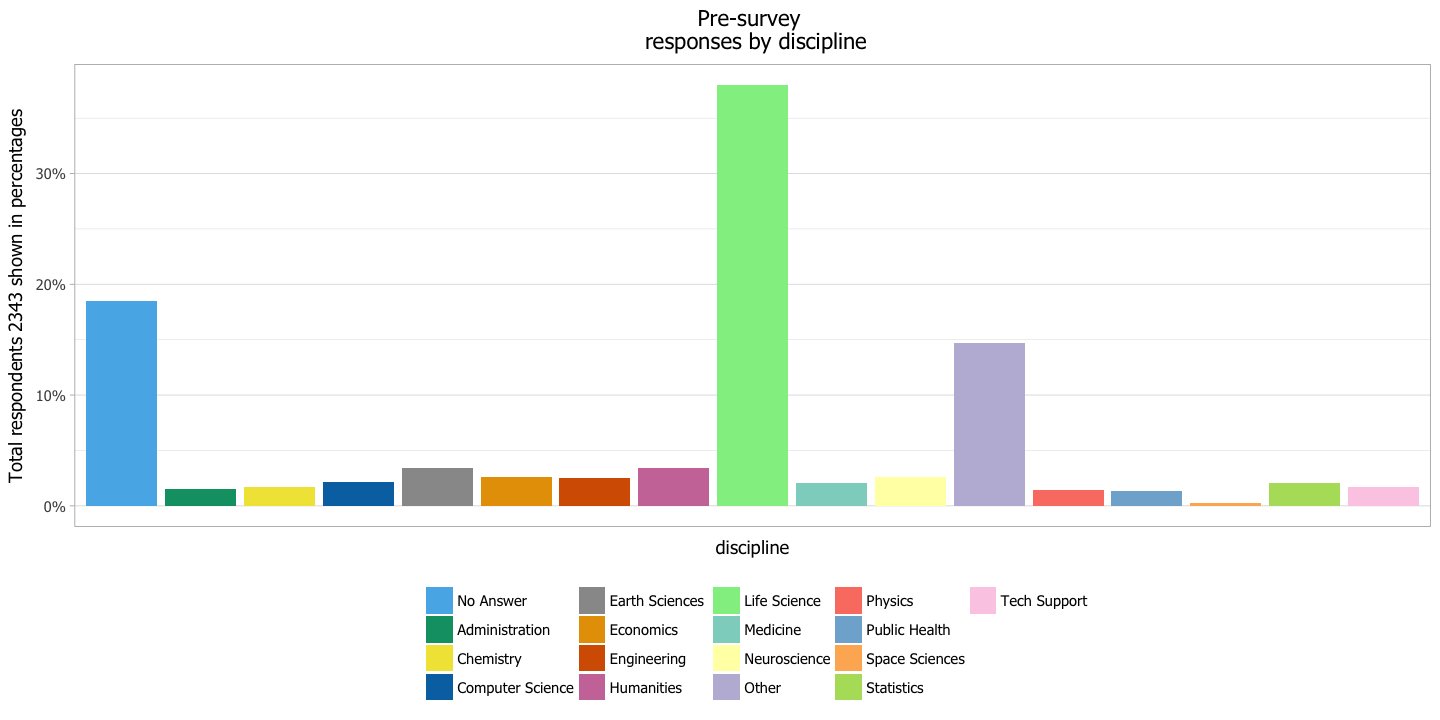 Pre-survey
responses by discipline
Total respondents 2343 shown in percentages
30%
20%
10%
0%
discipline
No Answer
Administration
Chemistry
Computer Science
Earth Sciences
Economics
Engineering
Humanities
Life Science
Medicine
Neuroscience
Other
Physics
Public Health
Space Sciences
Statistics
Tech Support